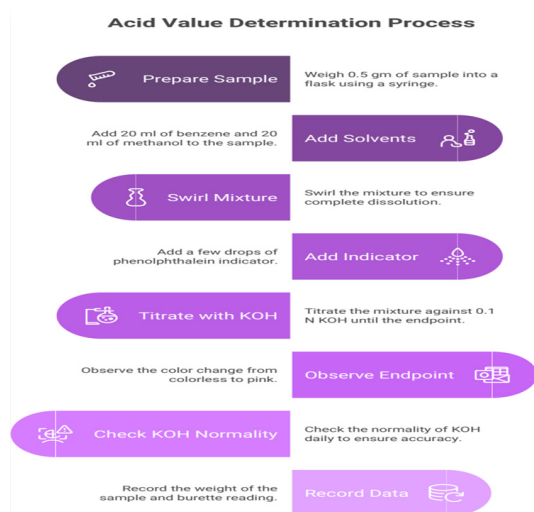 Acid Value Determination Process
Prepare Sample
Weigh 0.5 gm of sample into a
flask using a syringe.
Add 20 ml of benzene and 20
ml of methanol to the sample.
Add Solvents
Swirl Mixture
Swirl the mixture to ensure
complete dissolution.
Add a few drops of
phenolphthalein indicator.
Add Indicator
Titrate with KOH
Titrate the mixture against 0.1
N KOH until the endpoint.
Observe the color change from
colorless to pink.
Observe Endpoint
Check KOH Normality
Check the normality of KOH
daily to ensure accuracy.
Record the weight of the
sample and burette reading.
Record Data